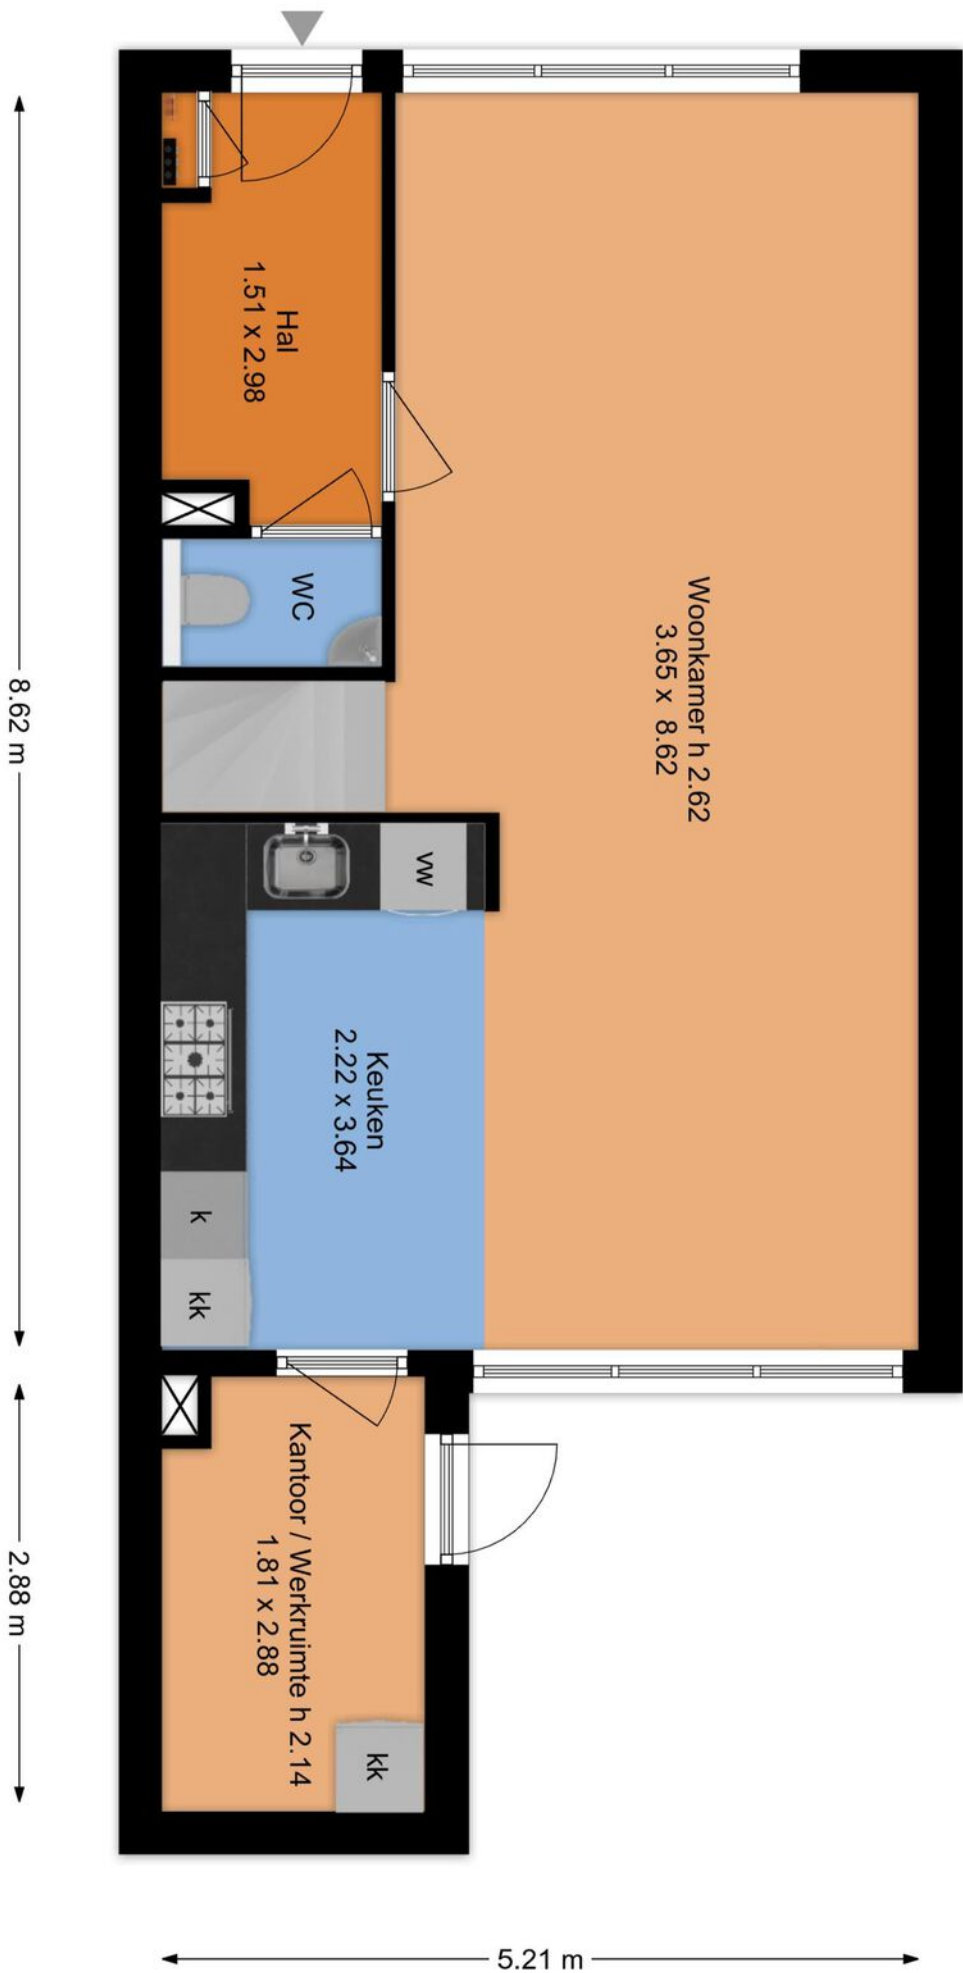 Hal
1.51 x 2.98
WC
Woonkamer h 2.62
3.65 x 8.62
8.62 m
vw
Keuken
2.22 x 3.64
k
kk
Kantoor / Werkruimte h 2.14
1.81 x 2.88
2.88 m
kk
5.21 m